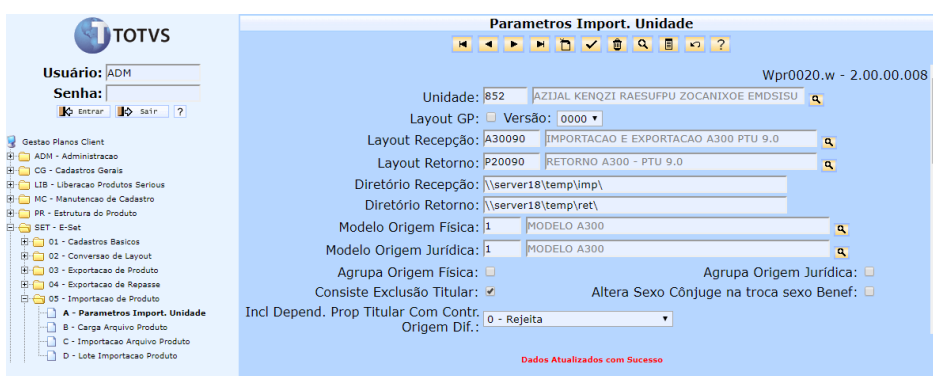 TOTVS
Usuário: ADM
Senha:
Entrar Sair ?
Gestao Planos Client
ADM - Administracao
CG - Cadastros Gerais
LIB - Liberacao Produtos Serious
MC - Manutencao de Cadastro
PR - Estrutura do Produto
SET - E-Set
01 - Cadastros Basicos
02 - Conversao de Layout
03 - Exportacao de Produto
04 - Exportacao de Repasse
05 - Importacao de Produto
A - Parametros Import. Unidade
B - Carga Arquivo Produto
C - Importacao Arquivo Produto
D - Lote Importacao Produto
Parametros Import. Unidade
?
Wpr0020.w - 2.00.00.008
Unidade: 852 AZIJAL KENQZI RAESUFPU ZOCANIXOE EMDSISU
Layout GP: Versão: 0000
Layout Recepção: A30090 IMPORTACAO E EXPORTACAO A300 PTU 9.0
Layout Retorno: P20090 RETORNO A300 - PTU 9.0
Diretório Recepção: \\server18\temp\imp\
Diretório Retorno: \\server18\temp\ret\
Modelo Origem Física: 1 MODELO A300
Modelo Origem Jurídica: 1 MODELO A300
Agrupa Origem Física: Agrupa Origem Jurídica:
Consiste Exclusão Titular: Altera Sexo Cônjuge na troca sexo Benef:
Incl Depend. Prop Titular Com Contr.
Origem Dif.: 0 - Rejeita
Dados Atualizados com Sucesso